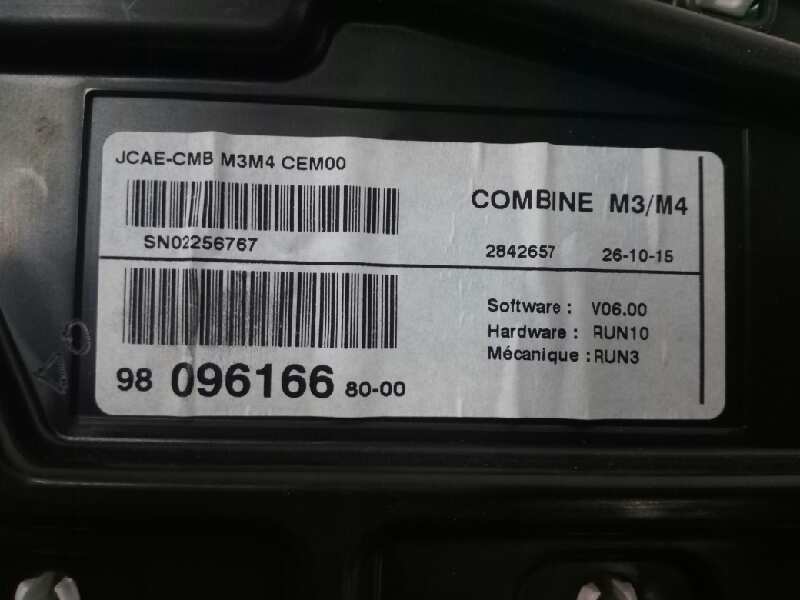 JCAE-CMB M3M4 CEM00
COMBINE M3/M4
SN02256767
2842657 26-10-15
Software : V06.00
Hardware : RUN10
Mécanique : RUN3
98 096166 80-00